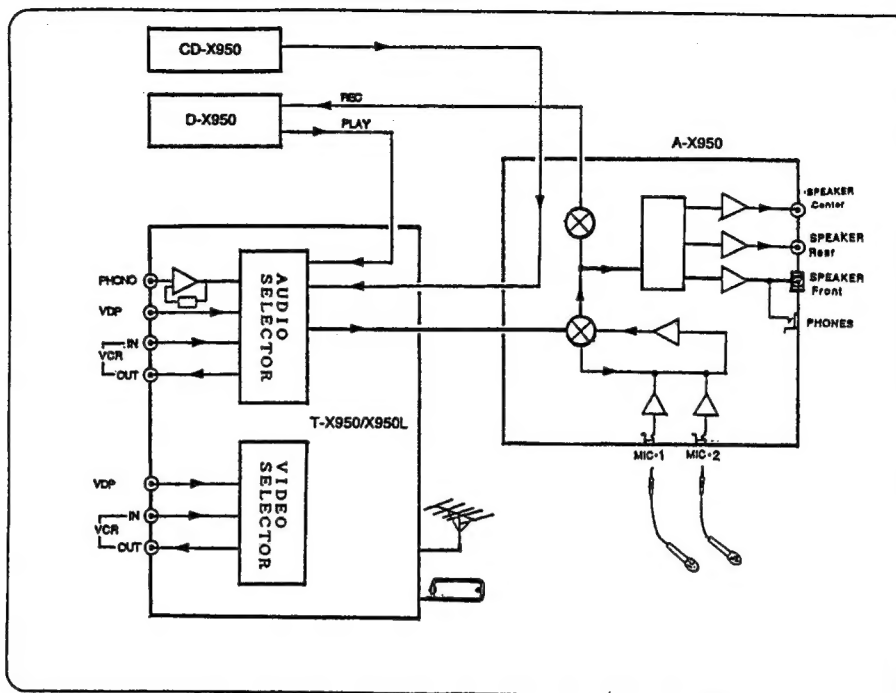 CD-X950
D-X950
REC
PLAY
A-X950
SPEAKER
Center
SPEAKER
Rear
SPEAKER
Front
PHONES
PHONO
VDP
IN
VCR
OUT
AUDIO
SELECTOR
T-X950/X950L
VIDEO
SELECTOR
VDP
IN
VCR
OUT
MIC-1
MIC-2